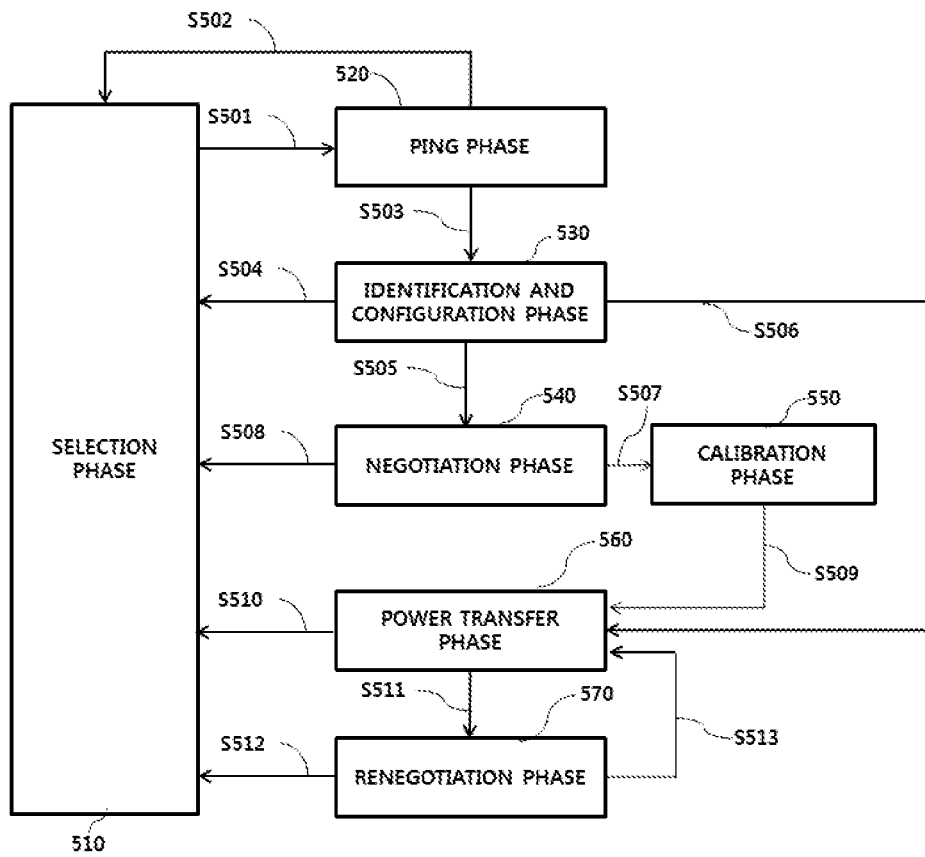 S502
520
S501
PING PHASE
S503
530
S504
IDENTIFICATION AND
CONFIGURATION PHASE
S506
S505
540
S507
550
SELECTION
PHASE
S508
NEGOTIATION PHASE
CALIBRATION
PHASE
560
S509
S510
POWER TRANSFER
PHASE
S511
570
S512
RENEGOTIATION PHASE
S513
510